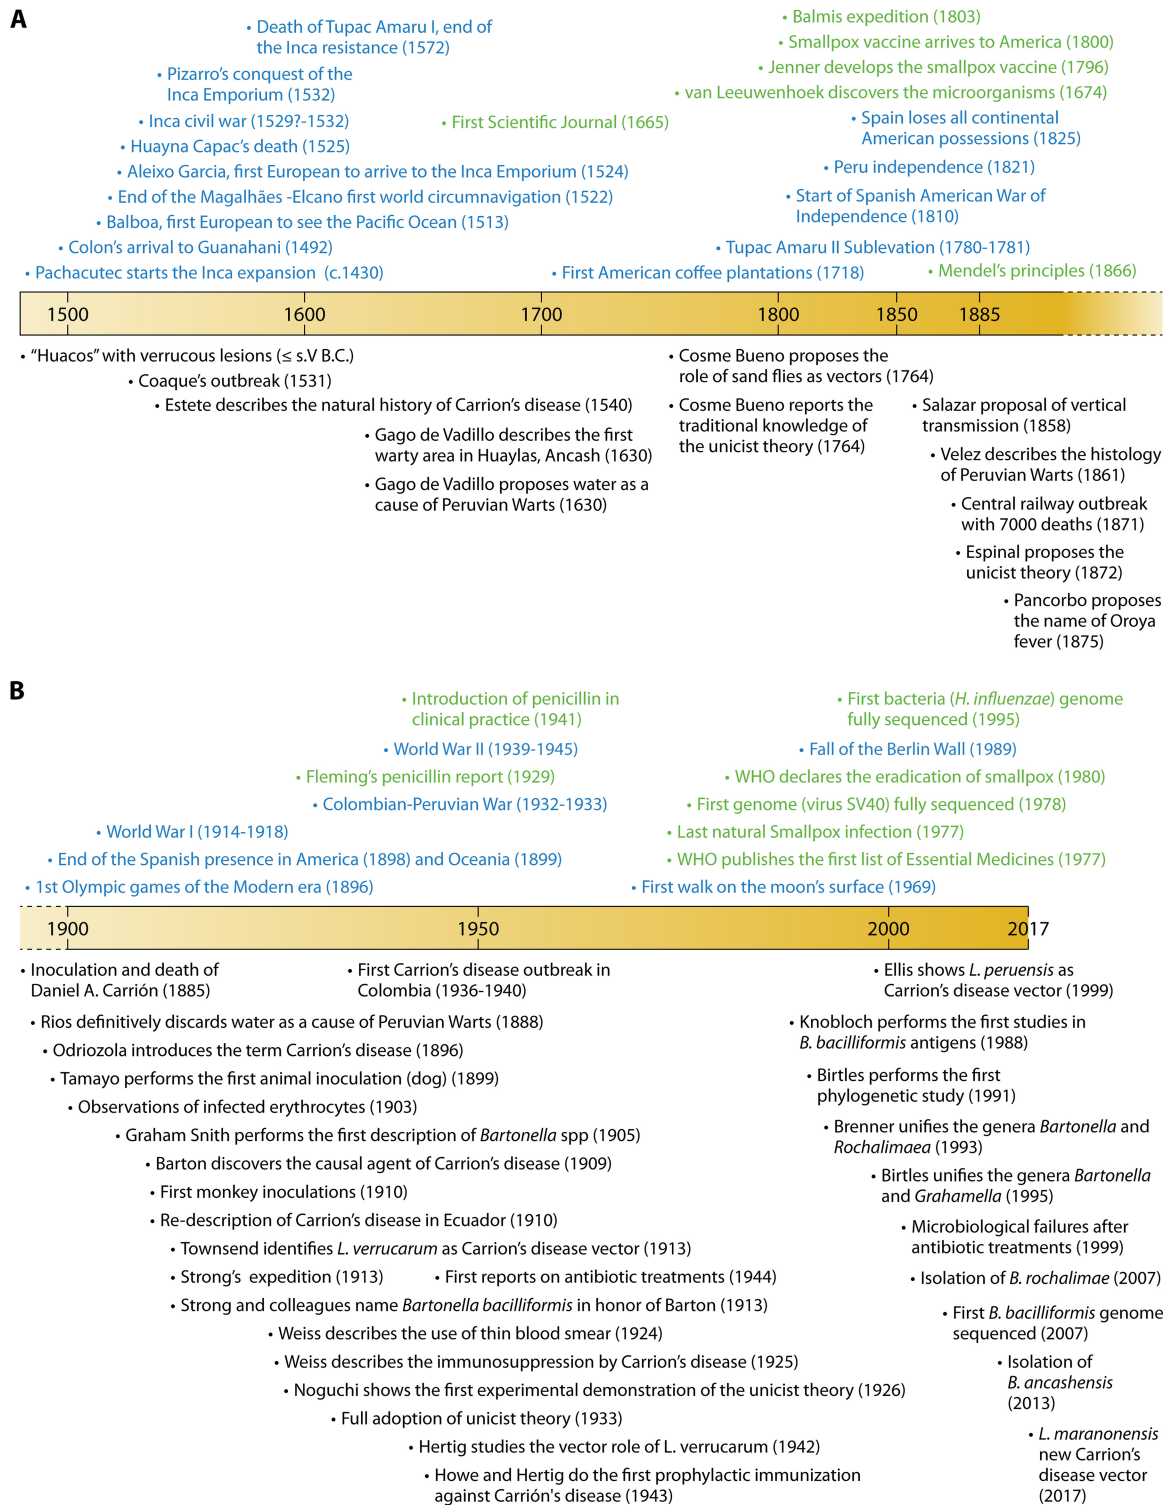 A
• Death of Tupac Amaru I, end of
the Inca resistance (1572)
• Pizarro's conquest of the
Inca Emporium (1532)
• Inca civil war (1529?-1532)
• Huayna Capac's death (1525)
• Aleixo Garcia, first European to arrive to the Inca Emporium (1524)
• End of the Magalhães -Elcano first world circumnavigation (1522)
• Balboa, first European to see the Pacific Ocean (1513)
• Colon's arrival to Guanahani (1492)
• Pachacutec starts the Inca expansion (c.1430)
• First Scientific Journal (1665)
• First American coffee plantations (1718)
• Balmis expedition (1803)
• Smallpox vaccine arrives to America (1800)
• Jenner develops the smallpox vaccine (1796)
• van Leeuwenhoek discovers the microorganisms (1674)
• Spain loses all continental
American possessions (1825)
• Peru independence (1821)
• Start of Spanish American War of
Independence (1810)
• Tupac Amaru II Sublevation (1780-1781)
• Mendel's principles (1866)
1500 1600 1700 1800 1850 1885
• "Huacos" with verrucous lesions (≤ s.V B.C.)
• Coaque's outbreak (1531)
• Estete describes the natural history of Carrion's disease (1540)
• Gago de Vadillo describes the first
warty area in Huaylas, Ancash (1630)
• Gago de Vadillo proposes water as a
cause of Peruvian Warts (1630)
• Cosme Bueno proposes the
role of sand flies as vectors (1764)
• Cosme Bueno reports the
traditional knowledge of
the unicist theory (1764)
• Salazar proposal of vertical
transmission (1858)
• Velez describes the histology
of Peruvian Warts (1861)
• Central railway outbreak
with 7000 deaths (1871)
• Espinal proposes the
unicist theory (1872)
• Pancorbo proposes
the name of Oroya
fever (1875)
B
• Introduction of penicillin in
clinical practice (1941)
• World War II (1939-1945)
• Fleming's penicillin report (1929)
• Colombian-Peruvian War (1932-1933)
• World War I (1914-1918)
• End of the Spanish presence in America (1898) and Oceania (1899)
• 1st Olympic games of the Modern era (1896)
• First bacteria (H. influenzae) genome
fully sequenced (1995)
• Fall of the Berlin Wall (1989)
• WHO declares the eradication of smallpox (1980)
• First genome (virus SV40) fully sequenced (1978)
• Last natural Smallpox infection (1977)
• WHO publishes the first list of Essential Medicines (1977)
• First walk on the moon's surface (1969)
1900 1950 2000 2017
• Inoculation and death of
Daniel A. Carrión (1885)
• Rios definitively discards water as a cause of Peruvian Warts (1888)
• Odriozola introduces the term Carrion's disease (1896)
• Tamayo performs the first animal inoculation (dog) (1899)
• Observations of infected erythrocytes (1903)
• Graham Snith performs the first description of Bartonella spp (1905)
• Barton discovers the causal agent of Carrion's disease (1909)
• First monkey inoculations (1910)
• Re-description of Carrion's disease in Ecuador (1910)
• Townsend identifies L. verrucarum as Carrion's disease vector (1913)
• Strong's expedition (1913)
• First reports on antibiotic treatments (1944)
• Strong and colleagues name Bartonella bacilliformis in honor of Barton (1913)
• Weiss describes the use of thin blood smear (1924)
• Weiss describes the immunosuppression by Carrion's disease (1925)
• Noguchi shows the first experimental demonstration of the unicist theory (1926)
• Full adoption of unicist theory (1933)
• Hertig studies the vector role of L. verrucarum (1942)
• Howe and Hertig do the first prophylactic immunization
against Carrión's disease (1943)
• First Carrion's disease outbreak in
Colombia (1936-1940)
• Ellis shows L. peruensis as
Carrion's disease vector (1999)
• Knobloch performs the first studies in
B. bacilliformis antigens (1988)
• Birtles performs the first
phylogenetic study (1991)
• Brenner unifies the genera Bartonella and
Rochalimaea (1993)
• Birtles unifies the genera Bartonella
and Grahamella (1995)
• Microbiological failures after
antibiotic treatments (1999)
• Isolation of B. rochalimae (2007)
• First B. bacilliformis genome
sequenced (2007)
• Isolation of
B. ancashensis
(2013)
• L. maranonensis
new Carrion's
disease vector
(2017)